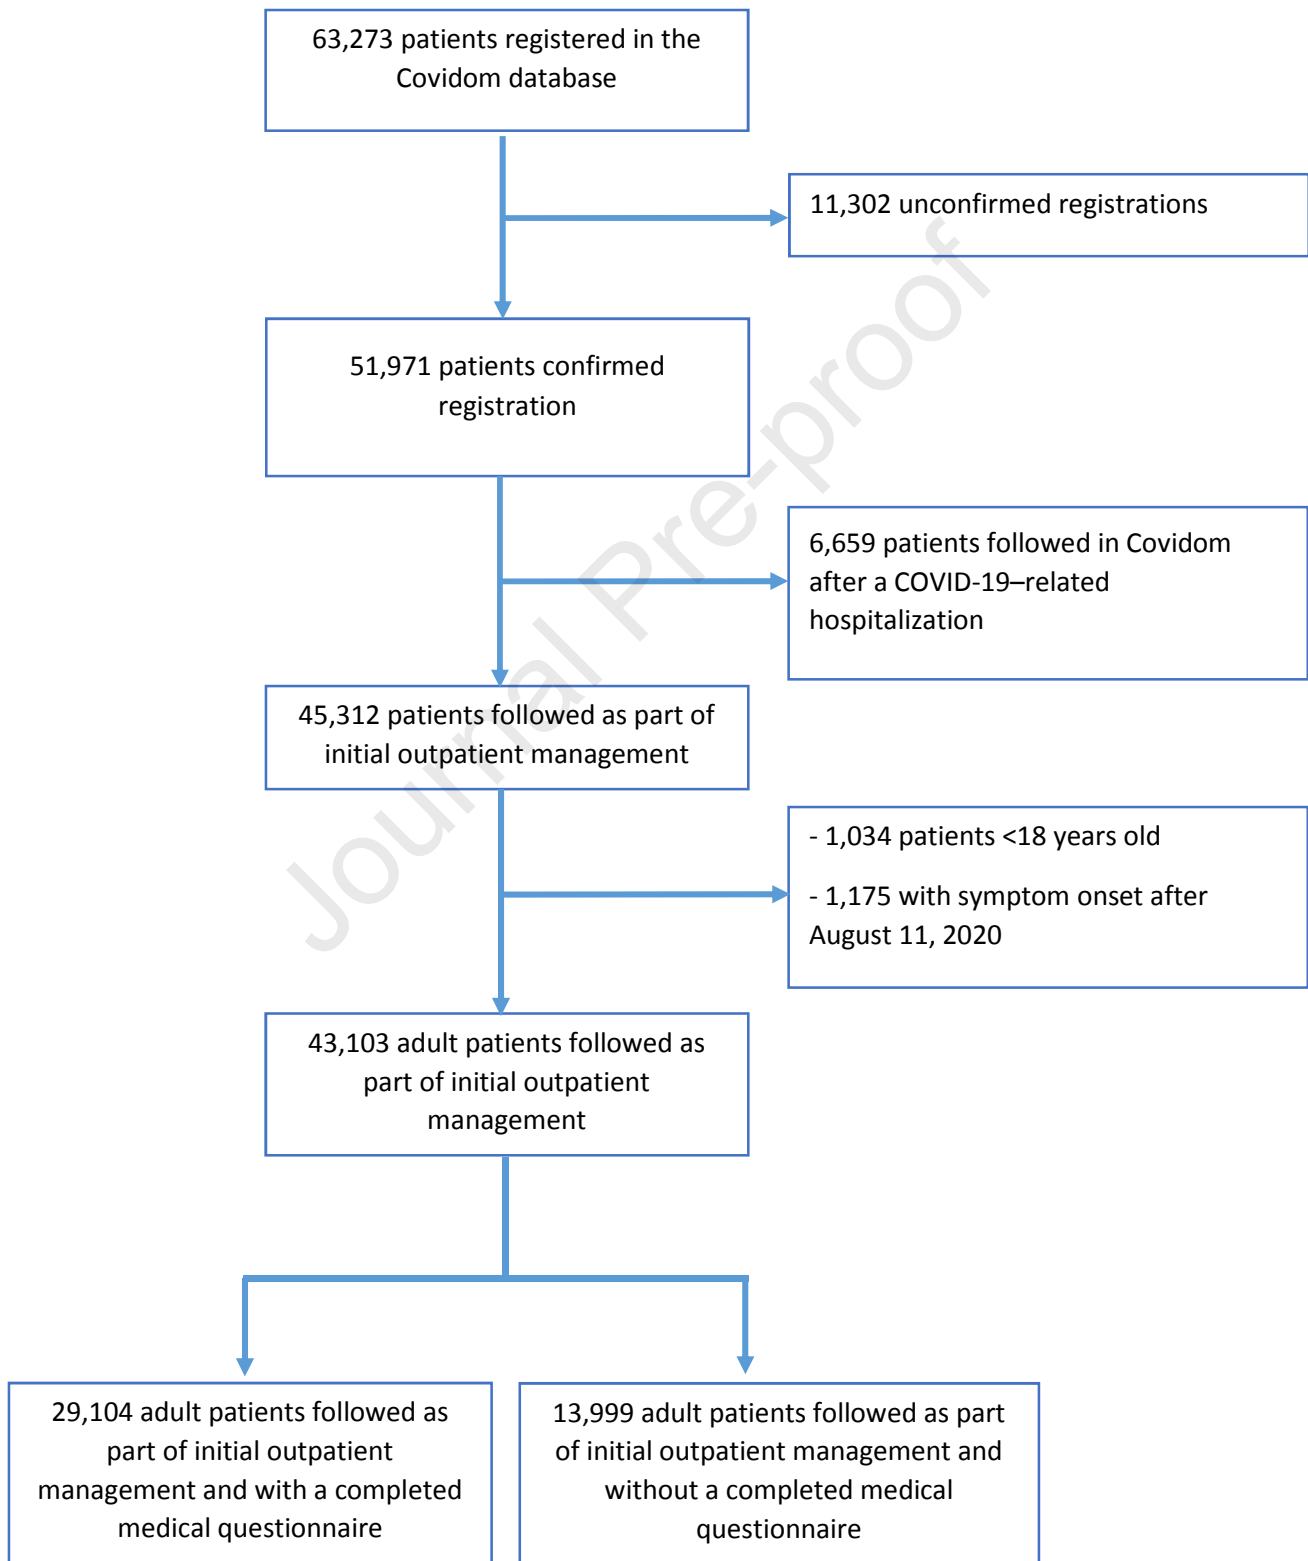 63,273 patients registered in the
Covidom database
11,302 unconfirmed registrations
51,971 patients confirmed
registration
6,659 patients followed in Covidom
after a COVID-19–related
hospitalization
45,312 patients followed as part of
initial outpatient management
- 1,034 patients <18 years old
- 1,175 with symptom onset after
August 11, 2020
43,103 adult patients followed as
part of initial outpatient
management
29,104 adult patients followed as
part of initial outpatient
management and with a completed
medical questionnaire
13,999 adult patients followed as part
of initial outpatient management and
without a completed medical
questionnaire
Journal Pre-proof